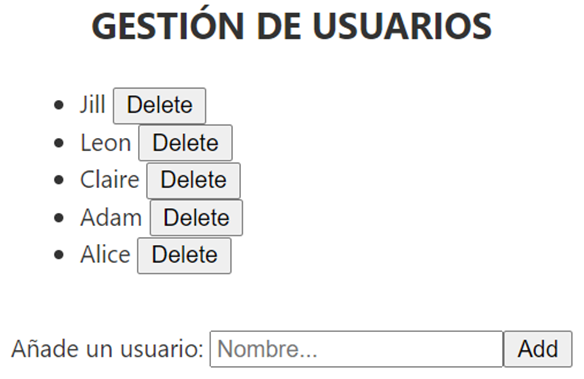 GESTIÓN DE USUARIOS
Jill Delete
Leon Delete
Claire Delete
Adam Delete
Alice Delete
Añade un usuario: Nombre... Add